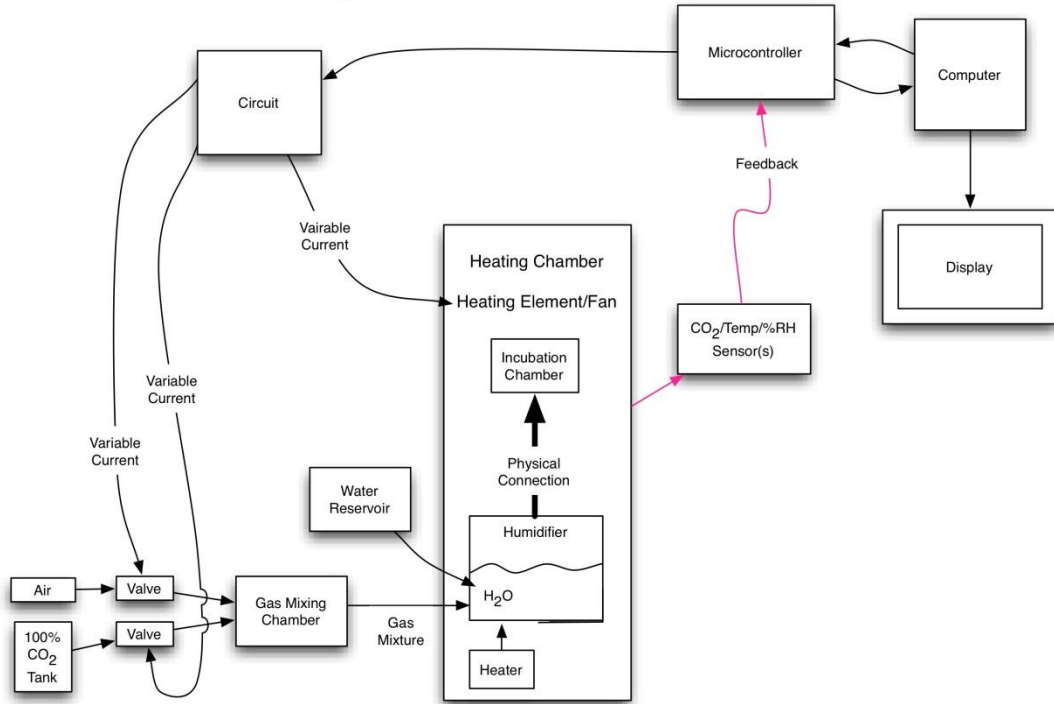 Microcontroller
Computer
Circuit
Feedback
Display
Vairable
Current
Heating Chamber
Heating Element/Fan
CO₂/Temp/%RH
Sensor(s)
Incubation
Chamber
Variable
Current
Variable
Current
Physical
Connection
Water
Reservoir
Humidifier
H₂O
Air
Valve
Gas Mixing
Chamber
Gas
Mixture
100%
CO₂
Tank
Valve
Heater